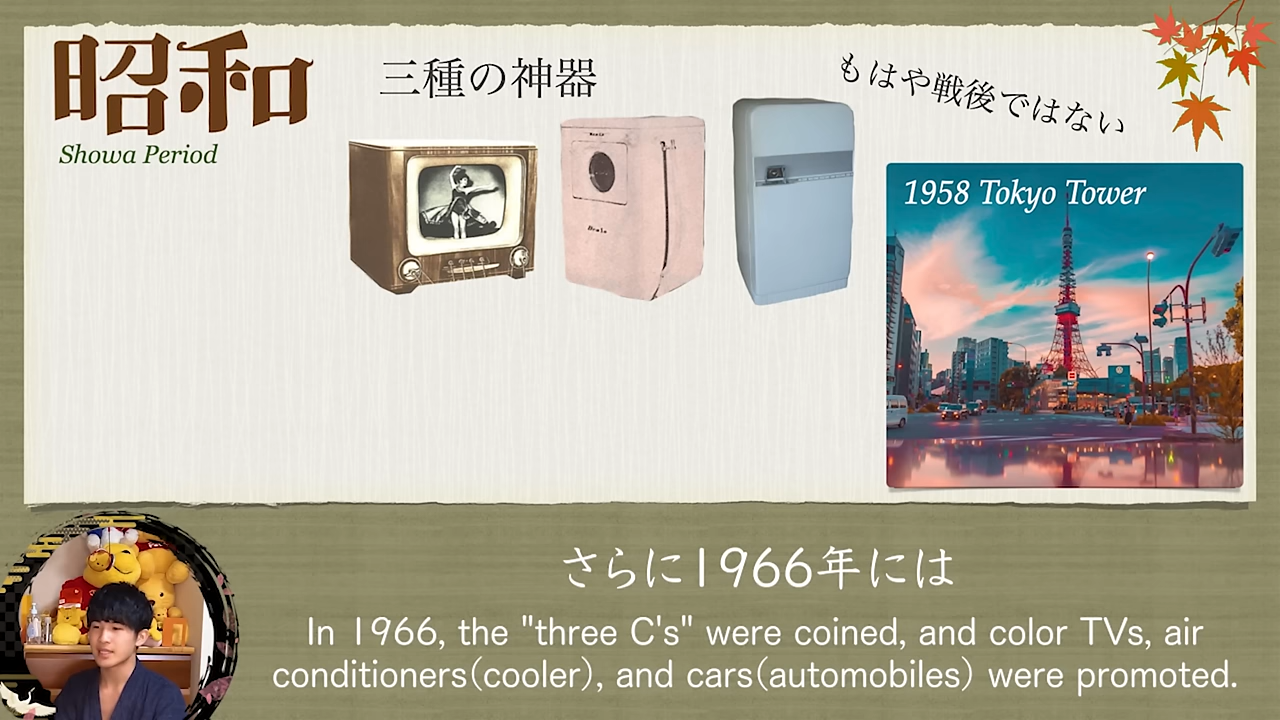 昭和
Showa Period
三種の神器
もはや戦後ではない
1958 Tokyo Tower
さらに1966年には
In 1966, the "three C's" were coined, and color TVs, air
conditioners(cooler), and cars(automobiles) were promoted.